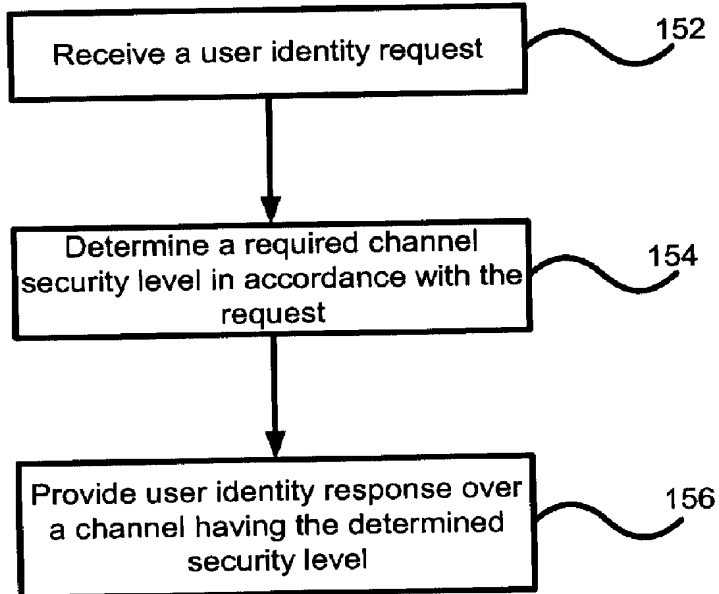 Receive a user identity request
152
Determine a required channel
security level in accordance with the
request
154
Provide user identity response over
a channel having the determined
security level
156